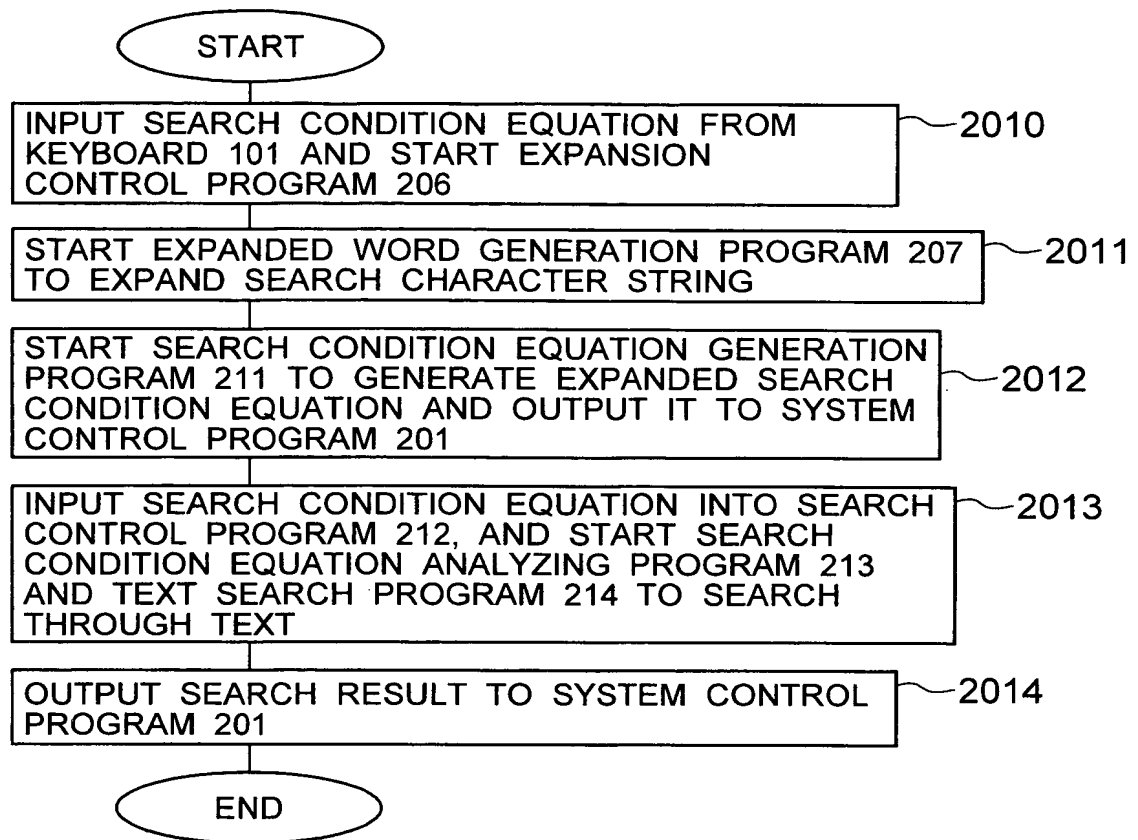 START
INPUT SEARCH CONDITION EQUATION FROM
KEYBOARD 101 AND START EXPANSION
CONTROL PROGRAM 206
2010
START EXPANDED WORD GENERATION PROGRAM 207
TO EXPAND SEARCH CHARACTER STRING
2011
START SEARCH CONDITION EQUATION GENERATION
PROGRAM 211 TO GENERATE EXPANDED SEARCH
CONDITION EQUATION AND OUTPUT IT TO SYSTEM
CONTROL PROGRAM 201
2012
INPUT SEARCH CONDITION EQUATION INTO SEARCH
CONTROL PROGRAM 212, AND START SEARCH
CONDITION EQUATION ANALYZING PROGRAM 213
AND TEXT SEARCH PROGRAM 214 TO SEARCH
THROUGH TEXT
2013
OUTPUT SEARCH RESULT TO SYSTEM CONTROL
PROGRAM 201
2014
END